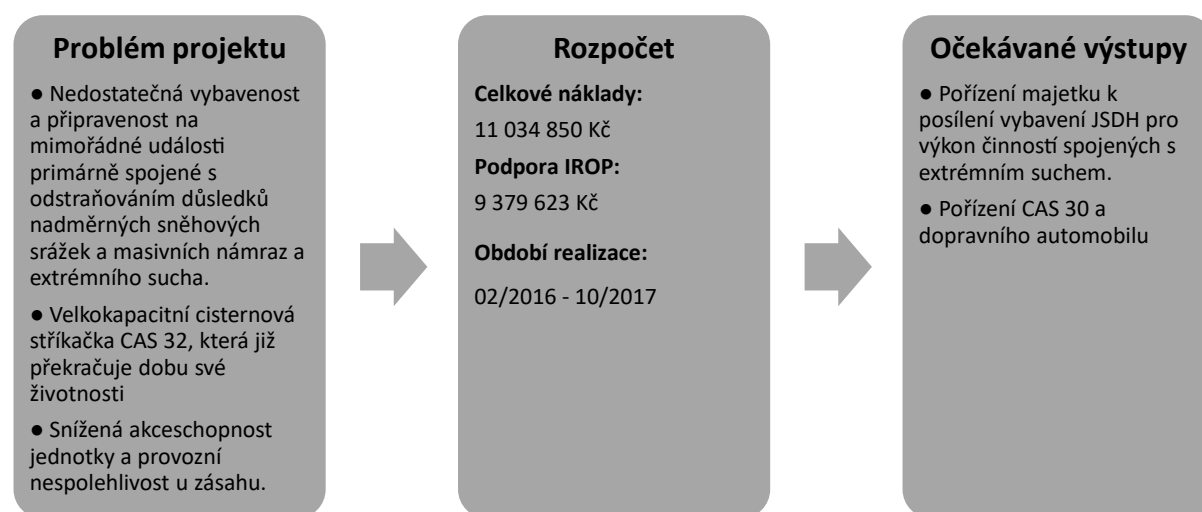 Problém projektu
● Nedostatečná vybavenost
a připravenost na
mimořádné události
primárně spojené s
odstraňováním důsledků
nadměrných sněhových
srážek a masivních námraz a
extrémního sucha.
● Velkokapacitní cisternová
stříkačka CAS 32, která již
překračuje dobu své
životnosti
● Snížená akceschopnost
jednotky a provozní
nespolehlivost u zásahu.
Rozpočet
Celkové náklady:
11 034 850 Kč
Podpora IROP:
9 379 623 Kč
Období realizace:
02/2016 - 10/2017
Očekávané výstupy
● Pořízení majetku k
posílení vybavení JSDH pro
výkon činností spojených s
extrémním suchem.
● Pořízení CAS 30 a
dopravního automobilu